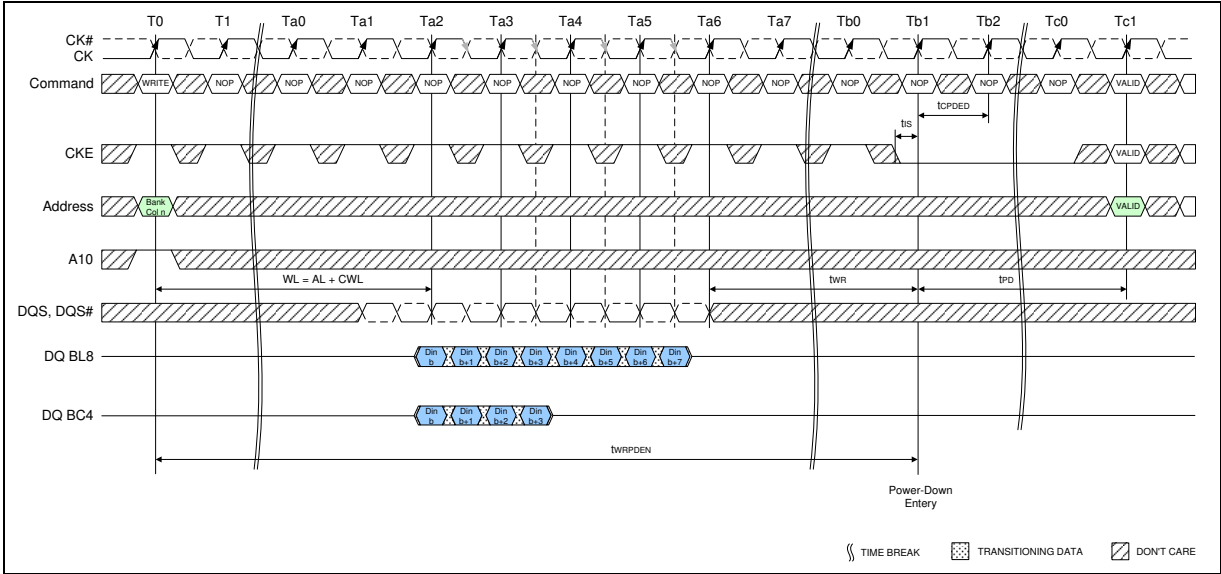 T0 T1 Ta0 Ta1 Ta2 Ta3 Ta4 Ta5 Ta6 Ta7 Tb0 Tb1 Tb2 Tc0 Tc1
CK#
CK
Command WRITE NOP NOP NOP NOP NOP NOP NOP NOP NOP NOP NOP NOP NOP VALID
tCPDED
tIS
CKE VALID
Address Bank Col n VALID
A10
WL = AL + CWL tWR tPD
DQS, DQS#
DQ BL8 Din b Din b+1 Din b+2 Din b+3 Din b+4 Din b+5 Din b+6 Din b+7
DQ BC4 Din b Din b+1 Din b+2 Din b+3
tWRPDEN
Power-Down
Entery
TIME BREAK TRANSITIONING DATA DON'T CARE